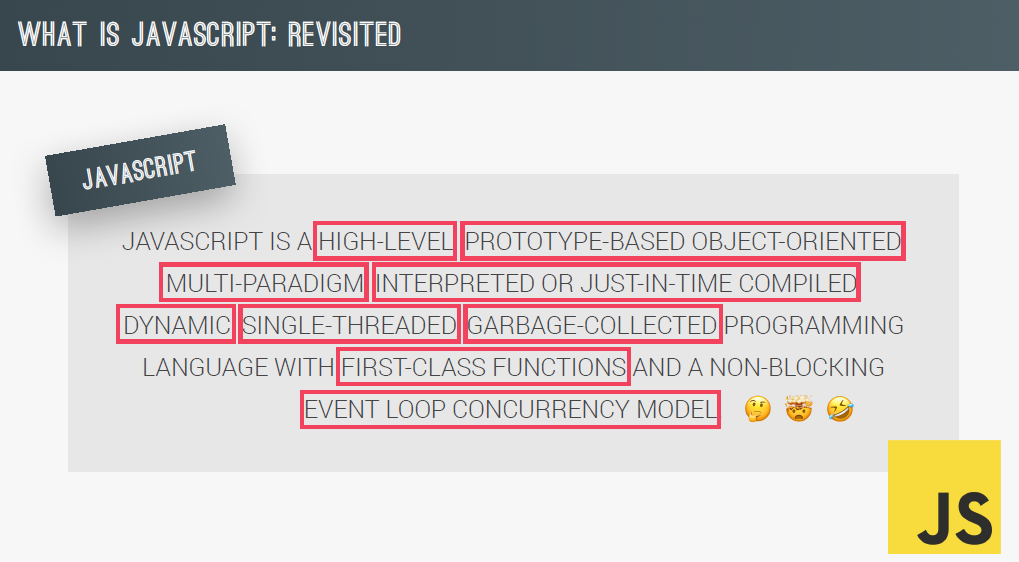 WHAT IS JAVASCRIPT: REVISITED
JAVASCRIPT
JAVASCRIPT IS A HIGH-LEVEL PROTOTYPE-BASED OBJECT-ORIENTED
MULTI-PARADIGM INTERPRETED OR JUST-IN-TIME COMPILED
DYNAMIC SINGLE-THREADED GARBAGE-COLLECTED PROGRAMMING
LANGUAGE WITH FIRST-CLASS FUNCTIONS AND A NON-BLOCKING
EVENT LOOP CONCURRENCY MODEL 🤔 🤯 🤣
JS